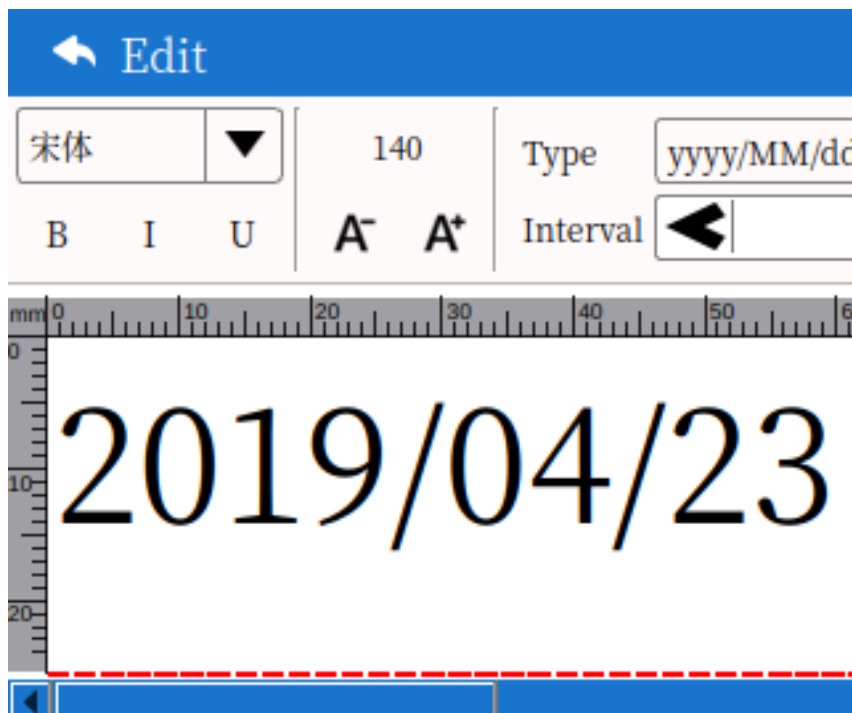 Edit
宋体
140
Type
yyyy/MM/dd
B I U A- A+
Interval
mm 0 10 20 30 40 50 6
0
2019/04/23
10
20